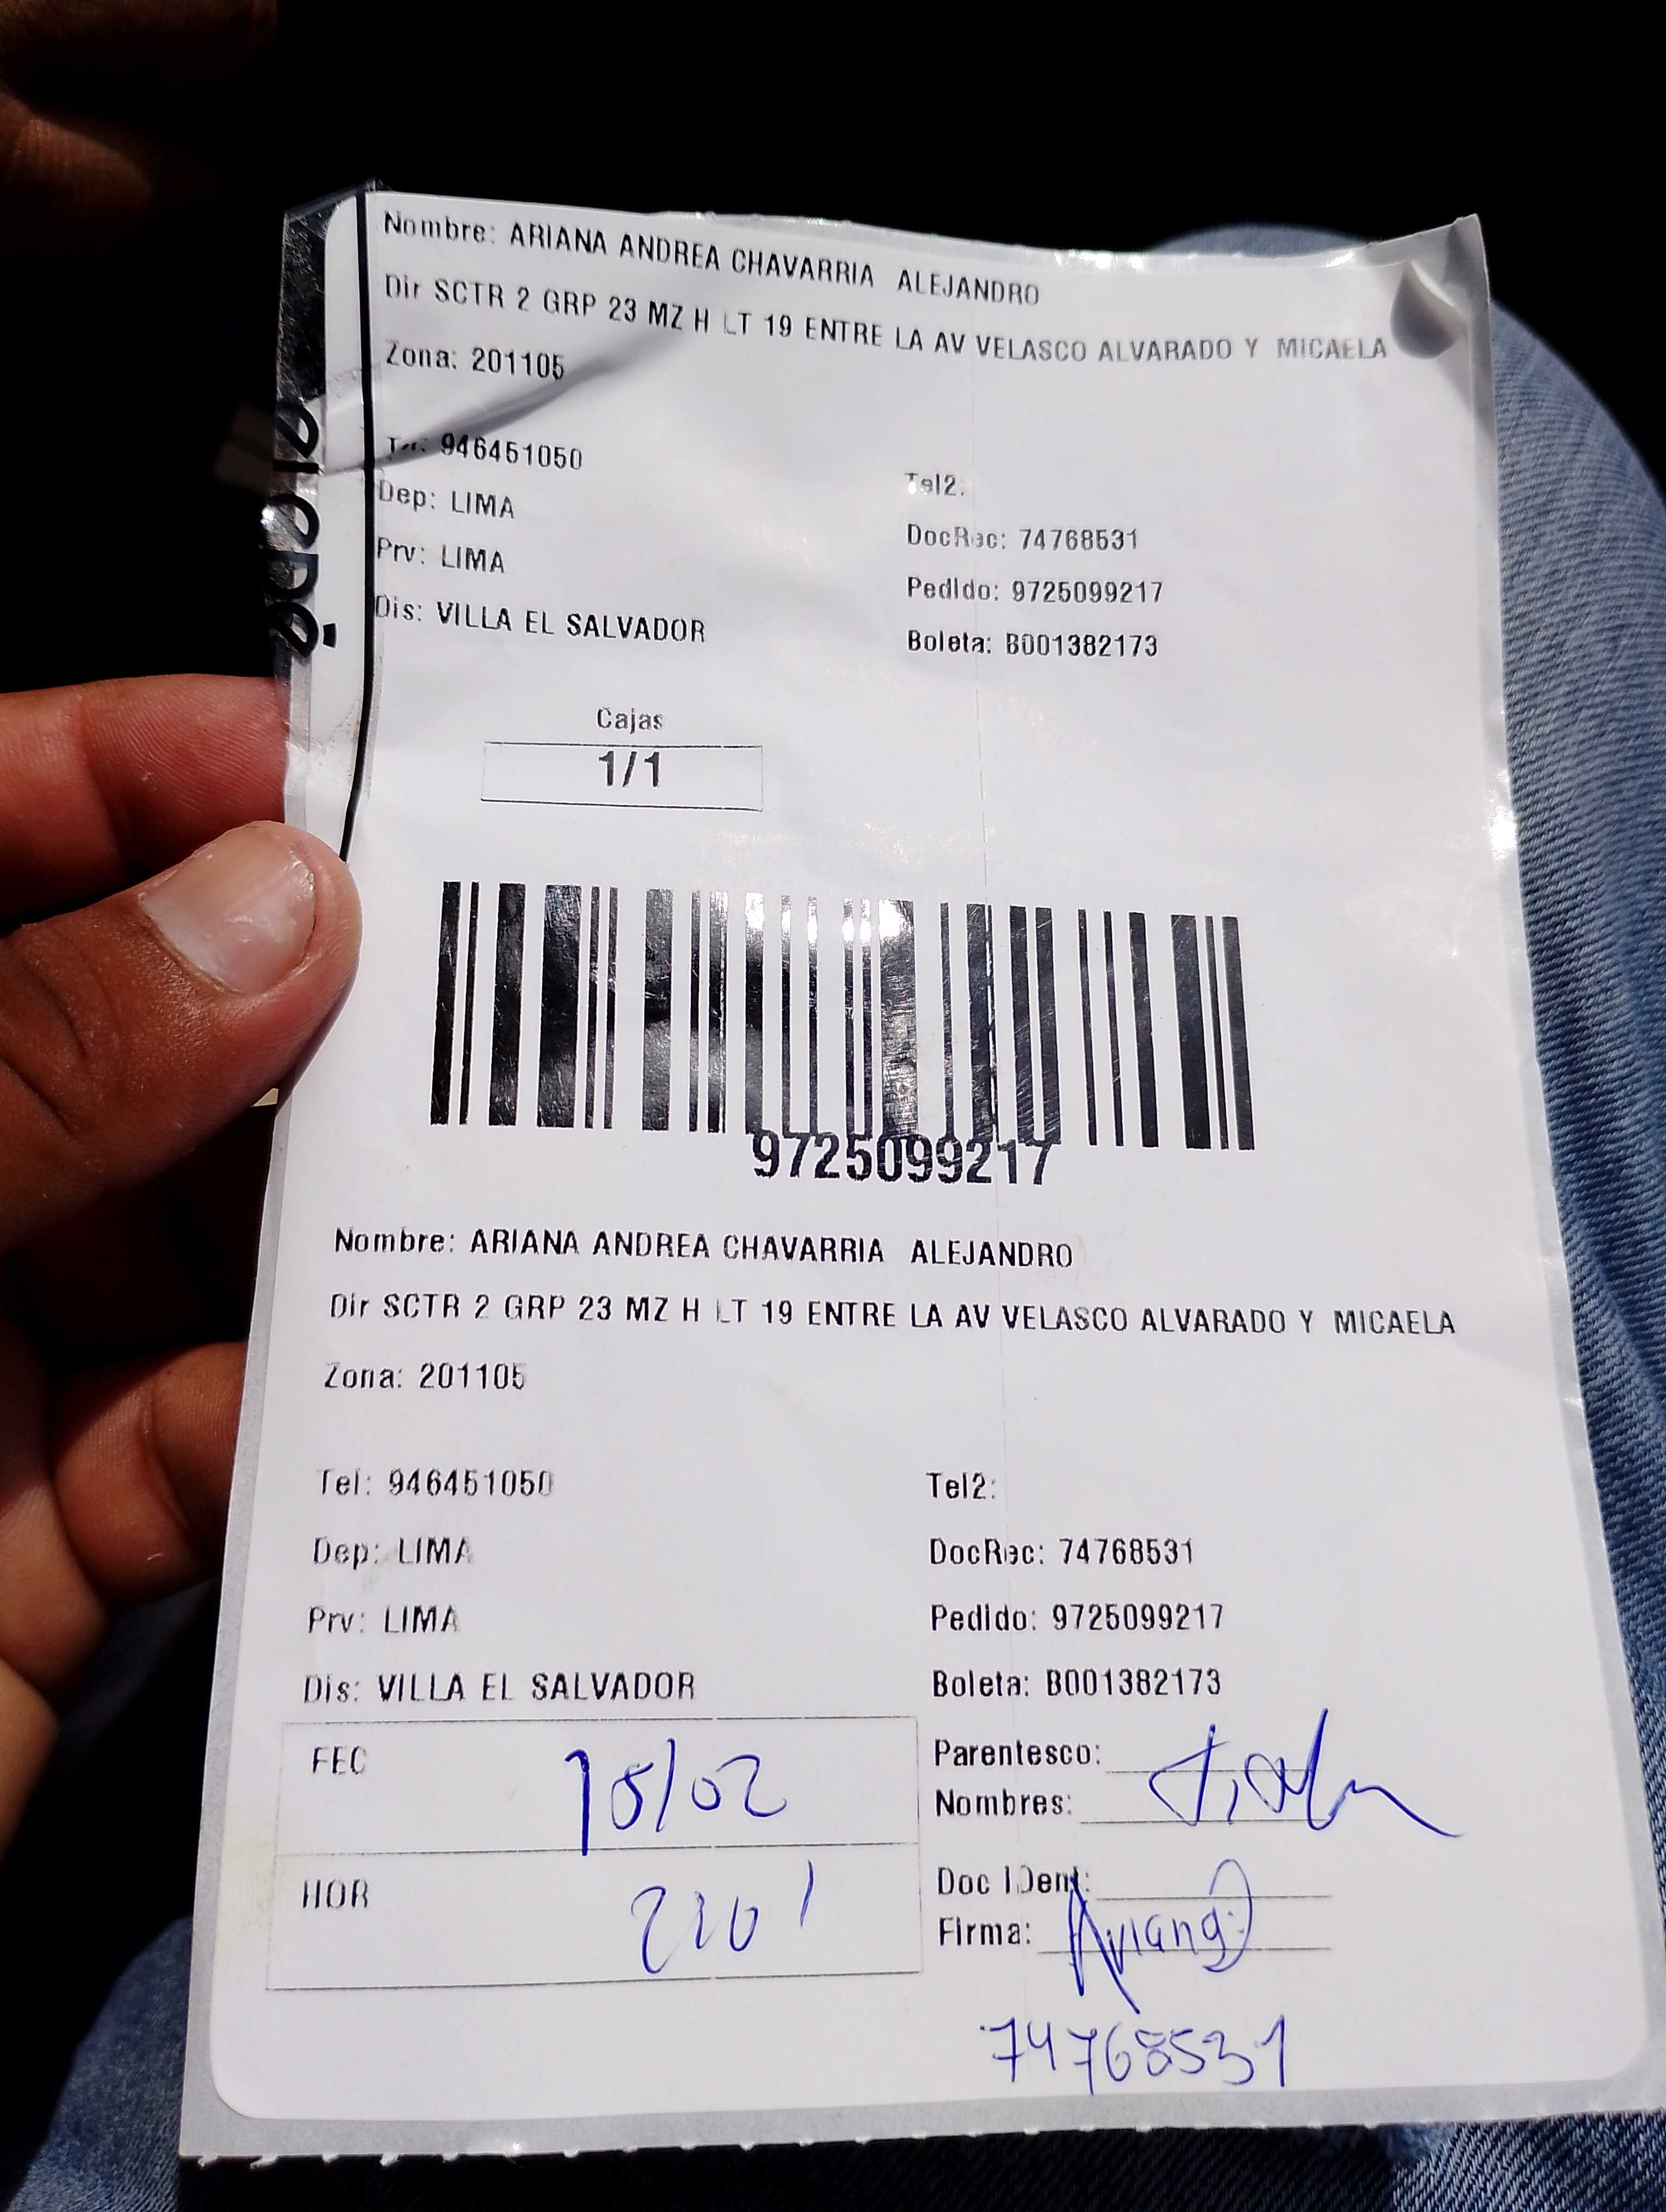 Nombre: ARIANA ANDREA CHAVARRIA ALEJANDRO
Dir SCTR 2 GRP 23 MZ H LT 19 ENTRE LA AV VELASCO ALVARADO Y MICAELA
Zona: 201105
946451050
Tel2:
Dep: LIMA
DocRec: 74768531
Prv: LIMA
Pedido: 9725099217
Dis: VILLA EL SALVADOR
Boleta: B001382173
Cajas
1/1
9725099217
Nombre: ARIANA ANDREA CHAVARRIA ALEJANDRO
Dir SCTR 2 GRP 23 MZ H LT 19 ENTRE LA AV VELASCO ALVARADO Y MICAELA
Zona: 201105
Tel: 946451050
Tel2:
Dep: LIMA
DocRec: 74768531
Prv: LIMA
Pedido: 9725099217
Dis: VILLA EL SALVADOR
Boleta: B001382173
FEC 15/02
Parentesco:
Nombres:
HOR
Doc IDent:
Firma: Ariana
74768531